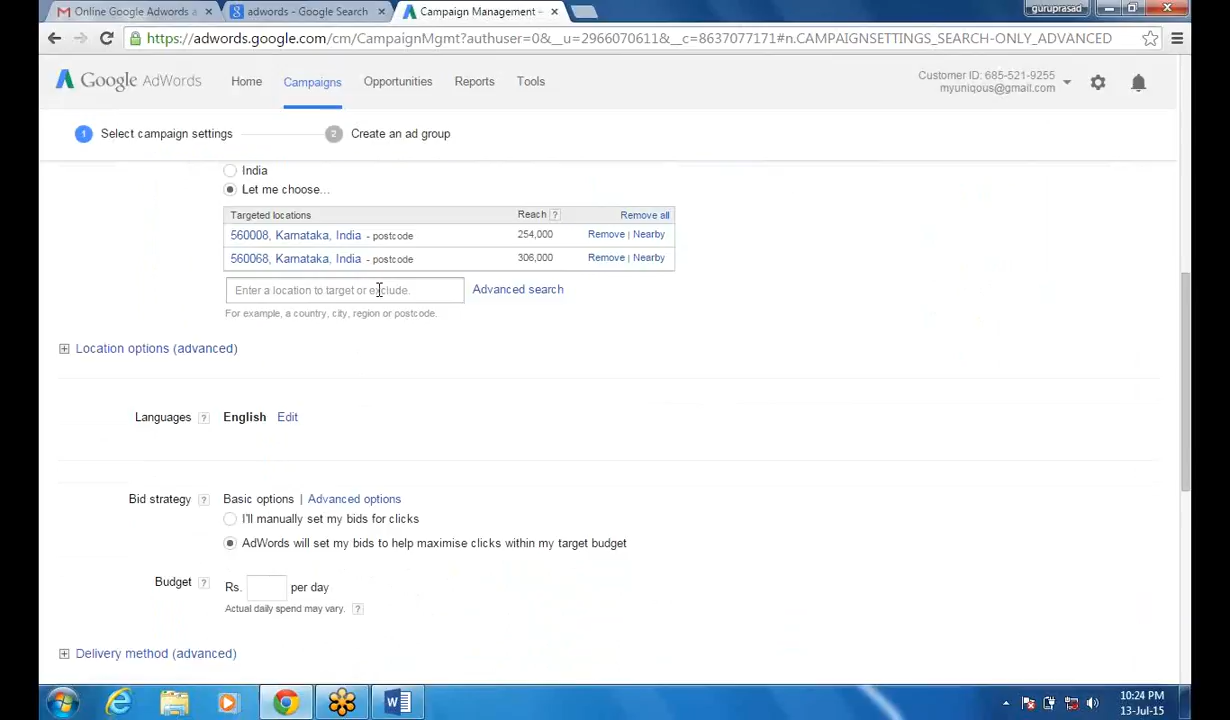 Online Google Adwords a
adwords - Google Search
Campaign Management -
guruprasad
https://adwords.google.com/cm/CampaignMgmt?authuser=0&__u=2966070611&__c=8637077171#n.CAMPAIGNSETTINGS_SEARCH-ONLY_ADVANCED
Google AdWords
Home
Campaigns
Opportunities
Reports
Tools
Customer ID: 685-521-9255
myuniqous@gmail.com
1 Select campaign settings
2 Create an ad group
India
Let me choose...
Targeted locations Reach ? Remove all
560008, Karnataka, India - postcode 254,000 Remove | Nearby
560068, Karnataka, India - postcode 306,000 Remove | Nearby
Enter a location to target or exclude. Advanced search
For example, a country, city, region or postcode.
Location options (advanced)
Languages ? English Edit
Bid strategy ? Basic options | Advanced options
I'll manually set my bids for clicks
AdWords will set my bids to help maximise clicks within my target budget
Budget ? Rs. per day
Actual daily spend may vary. ?
Delivery method (advanced)
10:24 PM
13-Jul-15